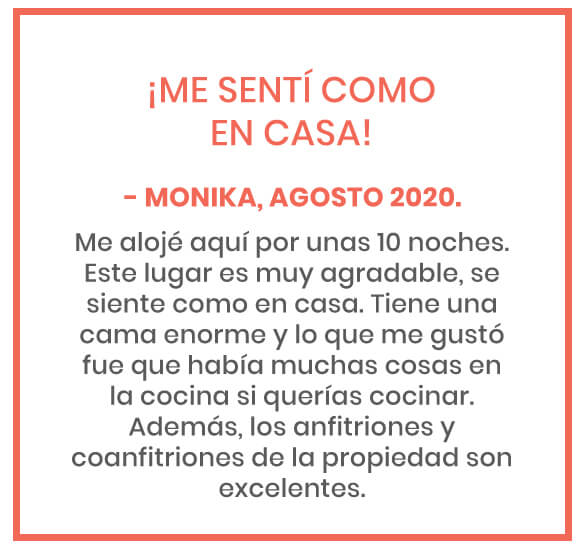 ¡ME SENTÍ COMO
EN CASA!
- MONIKA, AGOSTO 2020.
Me alojé aquí por unas 10 noches.
Este lugar es muy agradable, se
siente como en casa. Tiene una
cama enorme y lo que me gustó
fue que había muchas cosas en
la cocina si querías cocinar.
Además, los anfitriones y
coanfitriones de la propiedad son
excelentes.